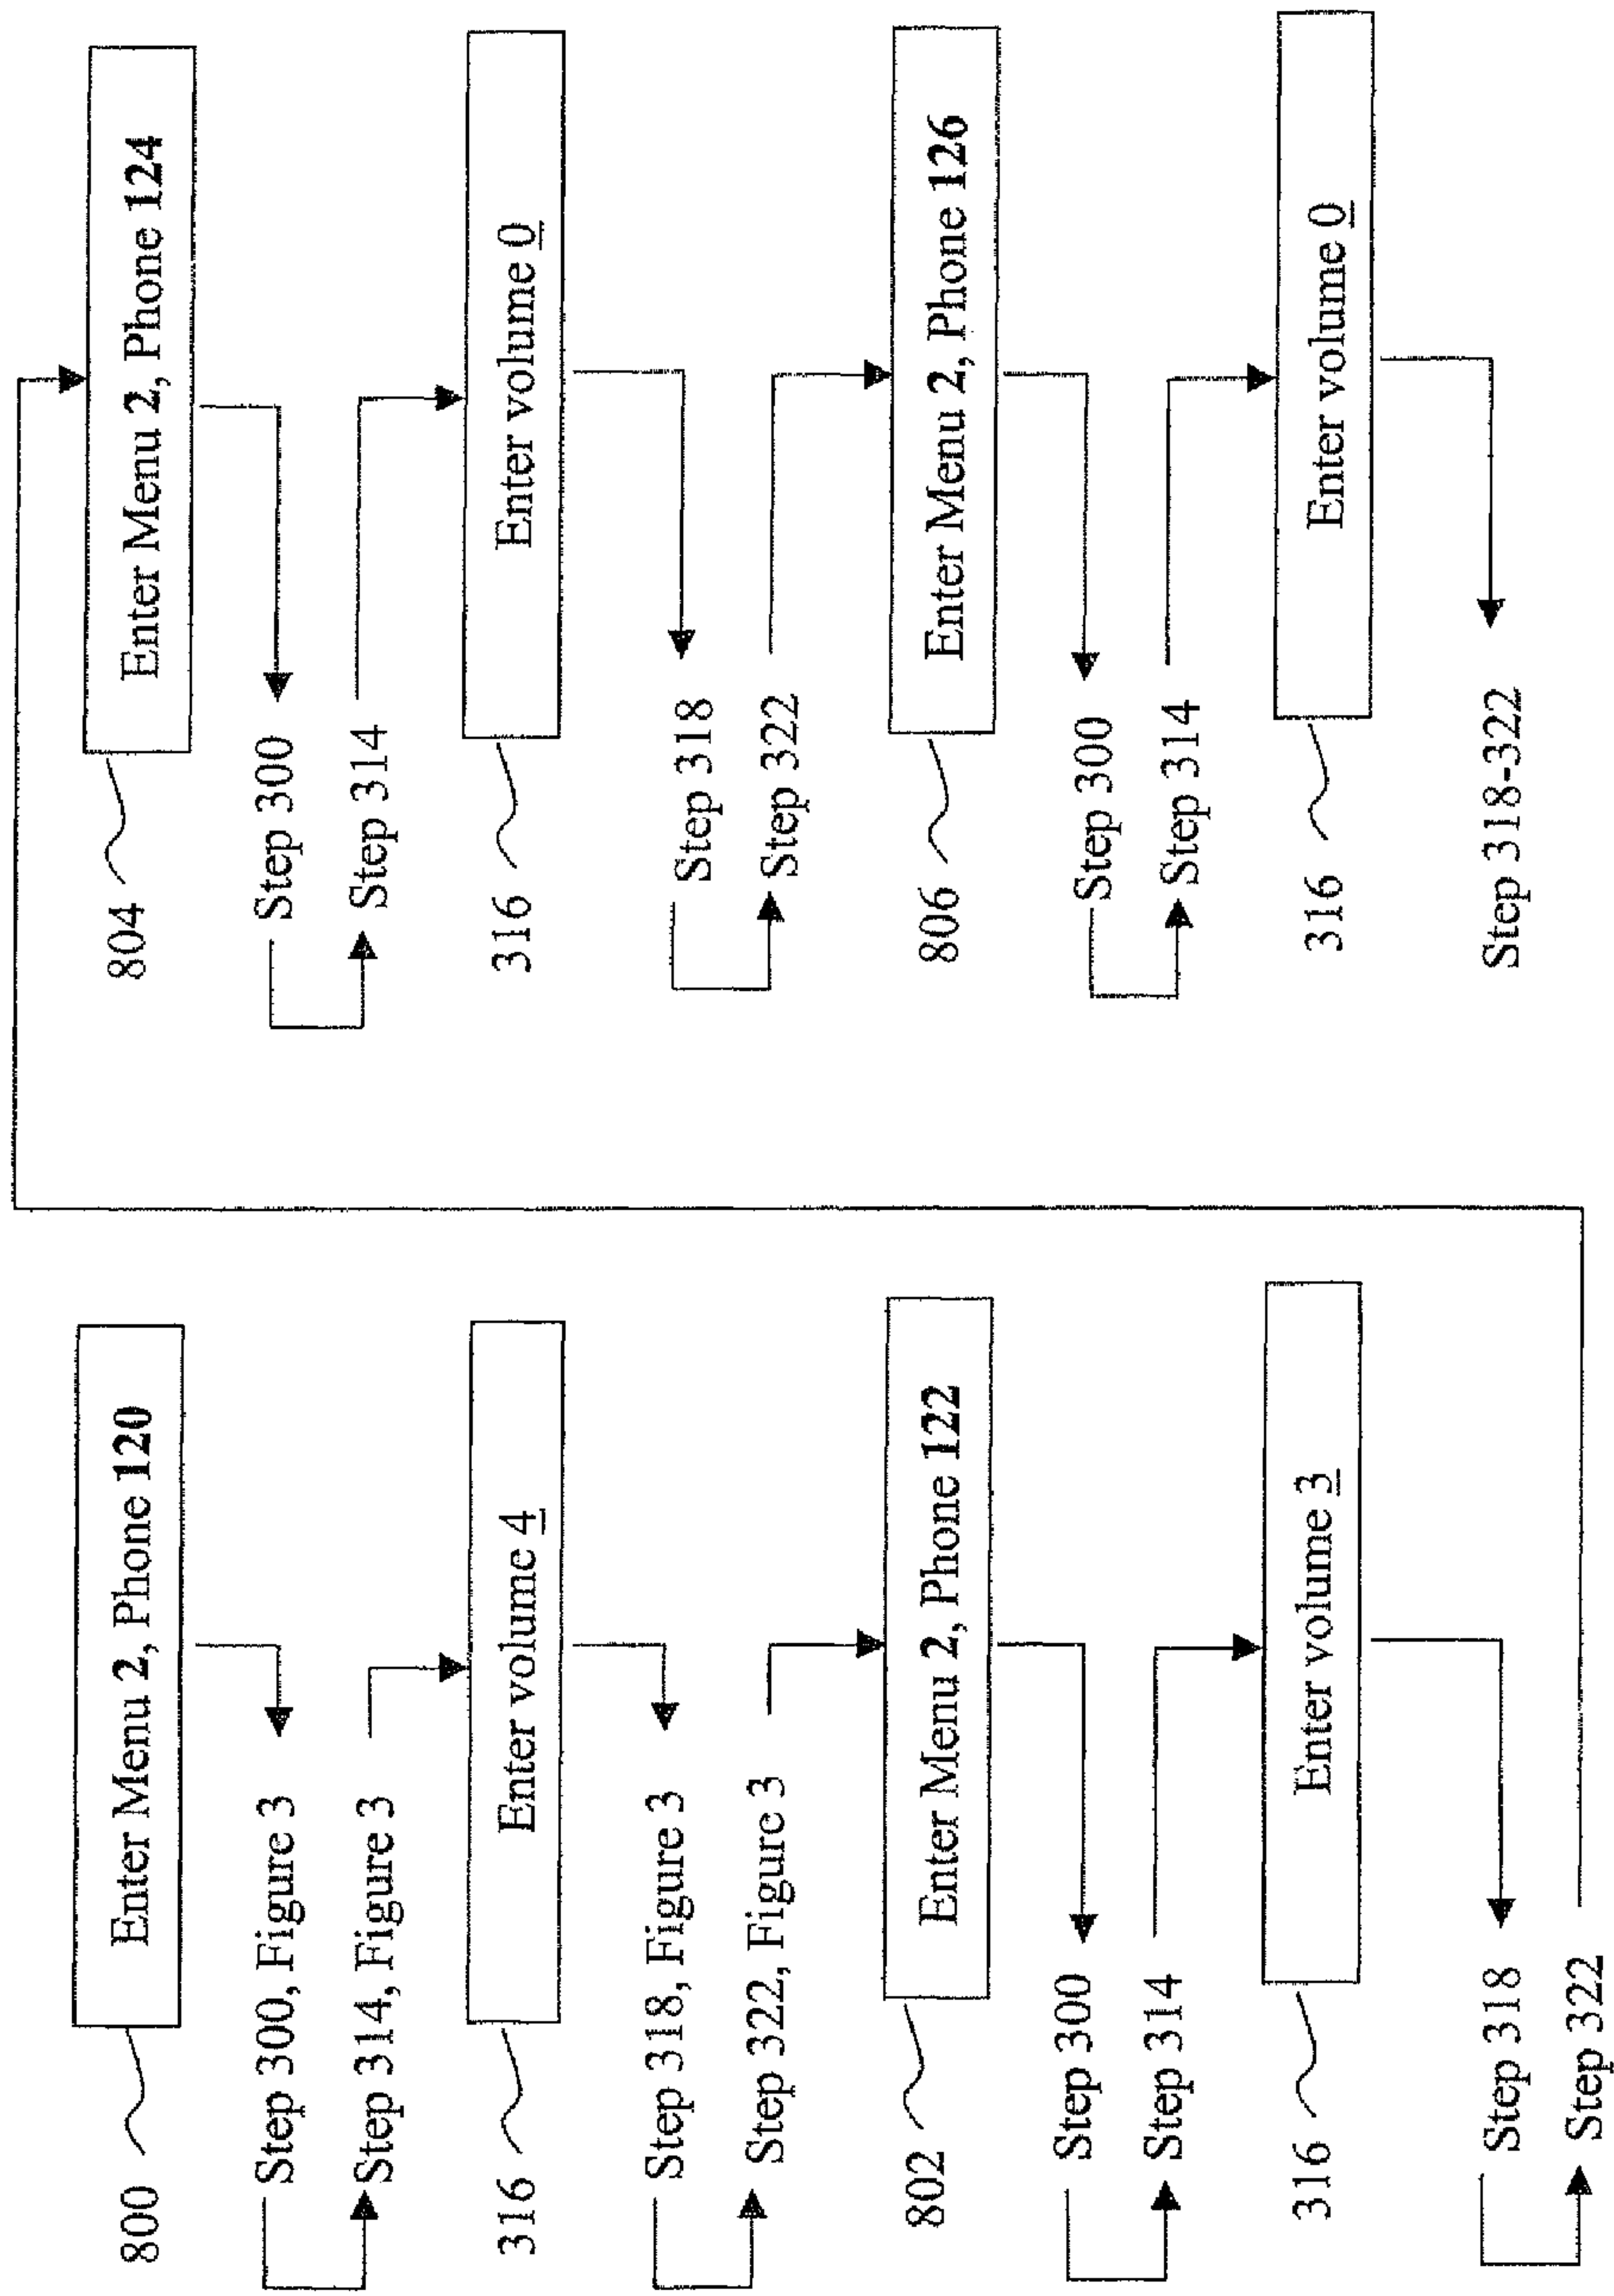 Enter Menu 2, Phone 120
800
Step 300, Figure 3
Step 314, Figure 3
Enter volume 4
316
Step 318, Figure 3
Step 322, Figure 3
Enter Menu 2, Phone 122
802
Step 300
Step 314
Enter volume 3
316
Step 318
Step 322
Enter Menu 2, Phone 124
804
Step 300
Step 314
Enter volume 0
316
Step 318
Step 322
Enter Menu 2, Phone 126
806
Step 300
Step 314
Enter volume 0
316
Step 318-322